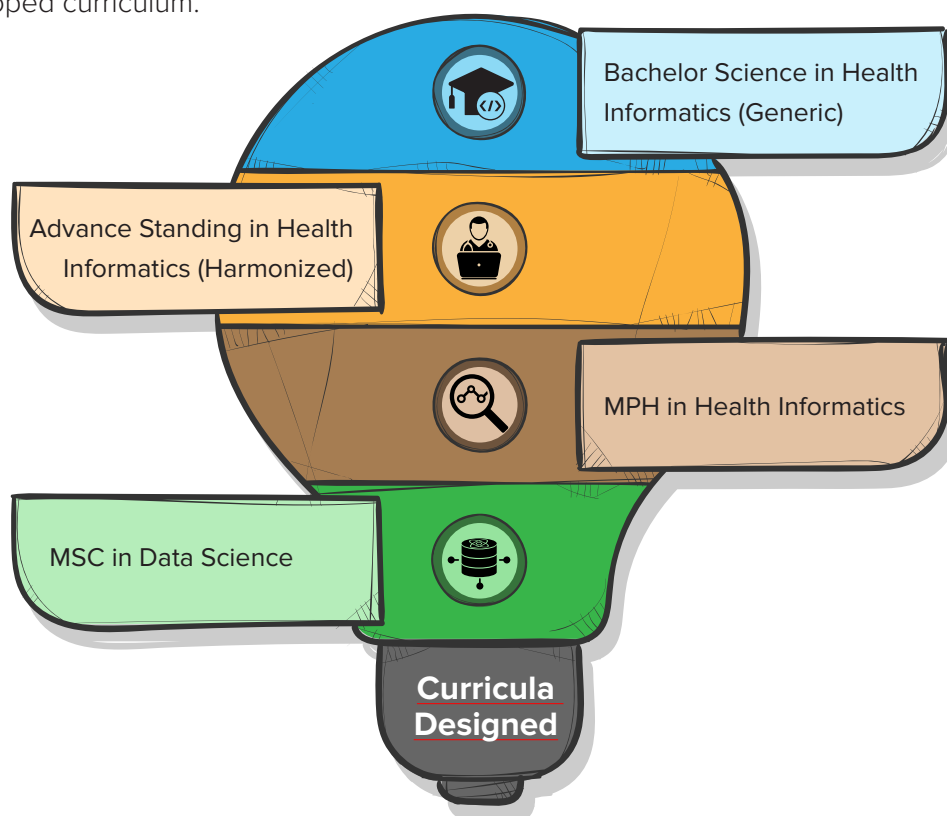 curriculum.
Bachelor Science in Health
Informatics (Generic)
Advance Standing in Health
Informatics (Harmonized)
MPH in Health Informatics
MSC in Data Science
Curricula
Designed